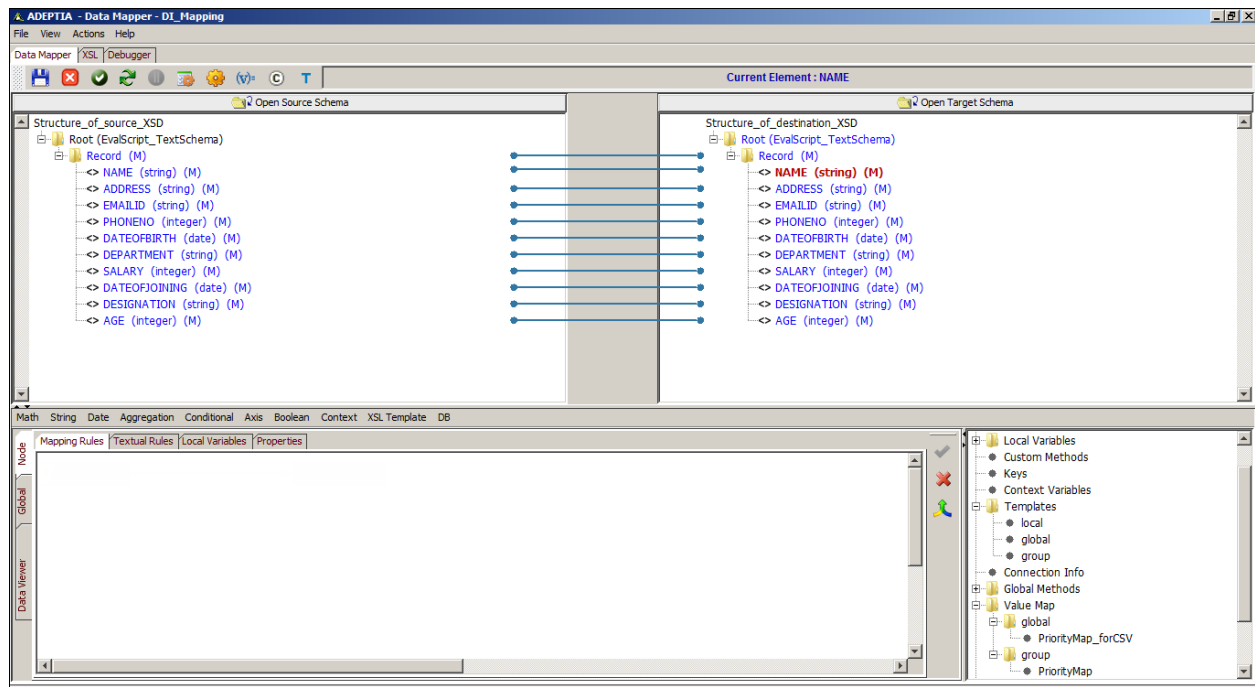 ADEPTIA - Data Mapper - DI_Mapping
File View Actions Help
Data Mapper XSL Debugger
(V)= C T Current Element : NAME
Open Source Schema Open Target Schema
Structure_of_source_XSD
Root (EvalScript_TextSchema)
Record (M)
<> NAME (string) (M)
<> ADDRESS (string) (M)
<> EMAILID (string) (M)
<> PHONENO (integer) (M)
<> DATEOFBIRTH (date) (M)
<> DEPARTMENT (string) (M)
<> SALARY (integer) (M)
<> DATEOFJOINING (date) (M)
<> DESIGNATION (string) (M)
<> AGE (integer) (M)
Structure_of_destination_XSD
Root (EvalScript_TextSchema)
Record (M)
<> NAME (string) (M)
<> ADDRESS (string) (M)
<> EMAILID (string) (M)
<> PHONENO (integer) (M)
<> DATEOFBIRTH (date) (M)
<> DEPARTMENT (string) (M)
<> SALARY (integer) (M)
<> DATEOFJOINING (date) (M)
<> DESIGNATION (string) (M)
<> AGE (integer) (M)
Math String Date Aggregation Conditional Axis Boolean Context XSL Template DB
Node
Global
Data Viewer
Mapping Rules Textual Rules Local Variables Properties
Local Variables
Custom Methods
Keys
Context Variables
Templates
local
global
group
Connection Info
Global Methods
Value Map
global
PriorityMap_forCSV
group
PriorityMap